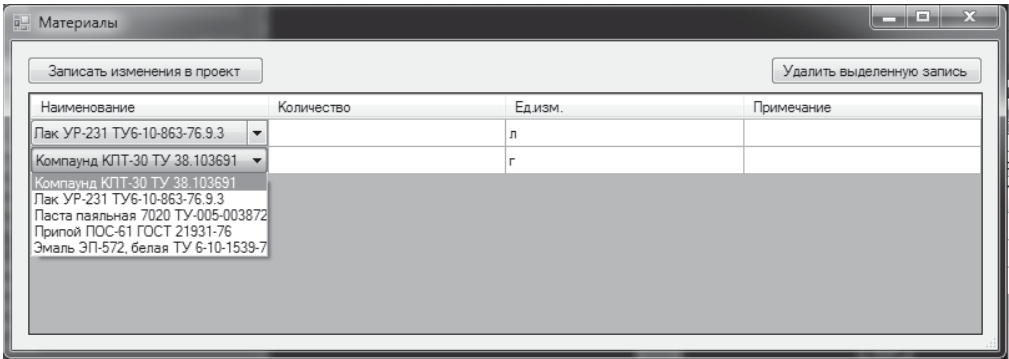 Материалы
Записать изменения в проект Удалить выделенную запись
Наименование Количество Ед.изм. Примечание
Лак УР-231 ТУ6-10-863-76.9.3 л
Компаунд КПТ-30 ТУ 38.103691 г
Компаунд КПТ-30 ТУ 38.103691
Лак УР-231 ТУ6-10-863-76.9.3
Паста паяльная 7020 ТУ-005-003872
Припой ПОС-61 ГОСТ 21931-76
Эмаль ЭП-572, белая ТУ 6-10-1539-7